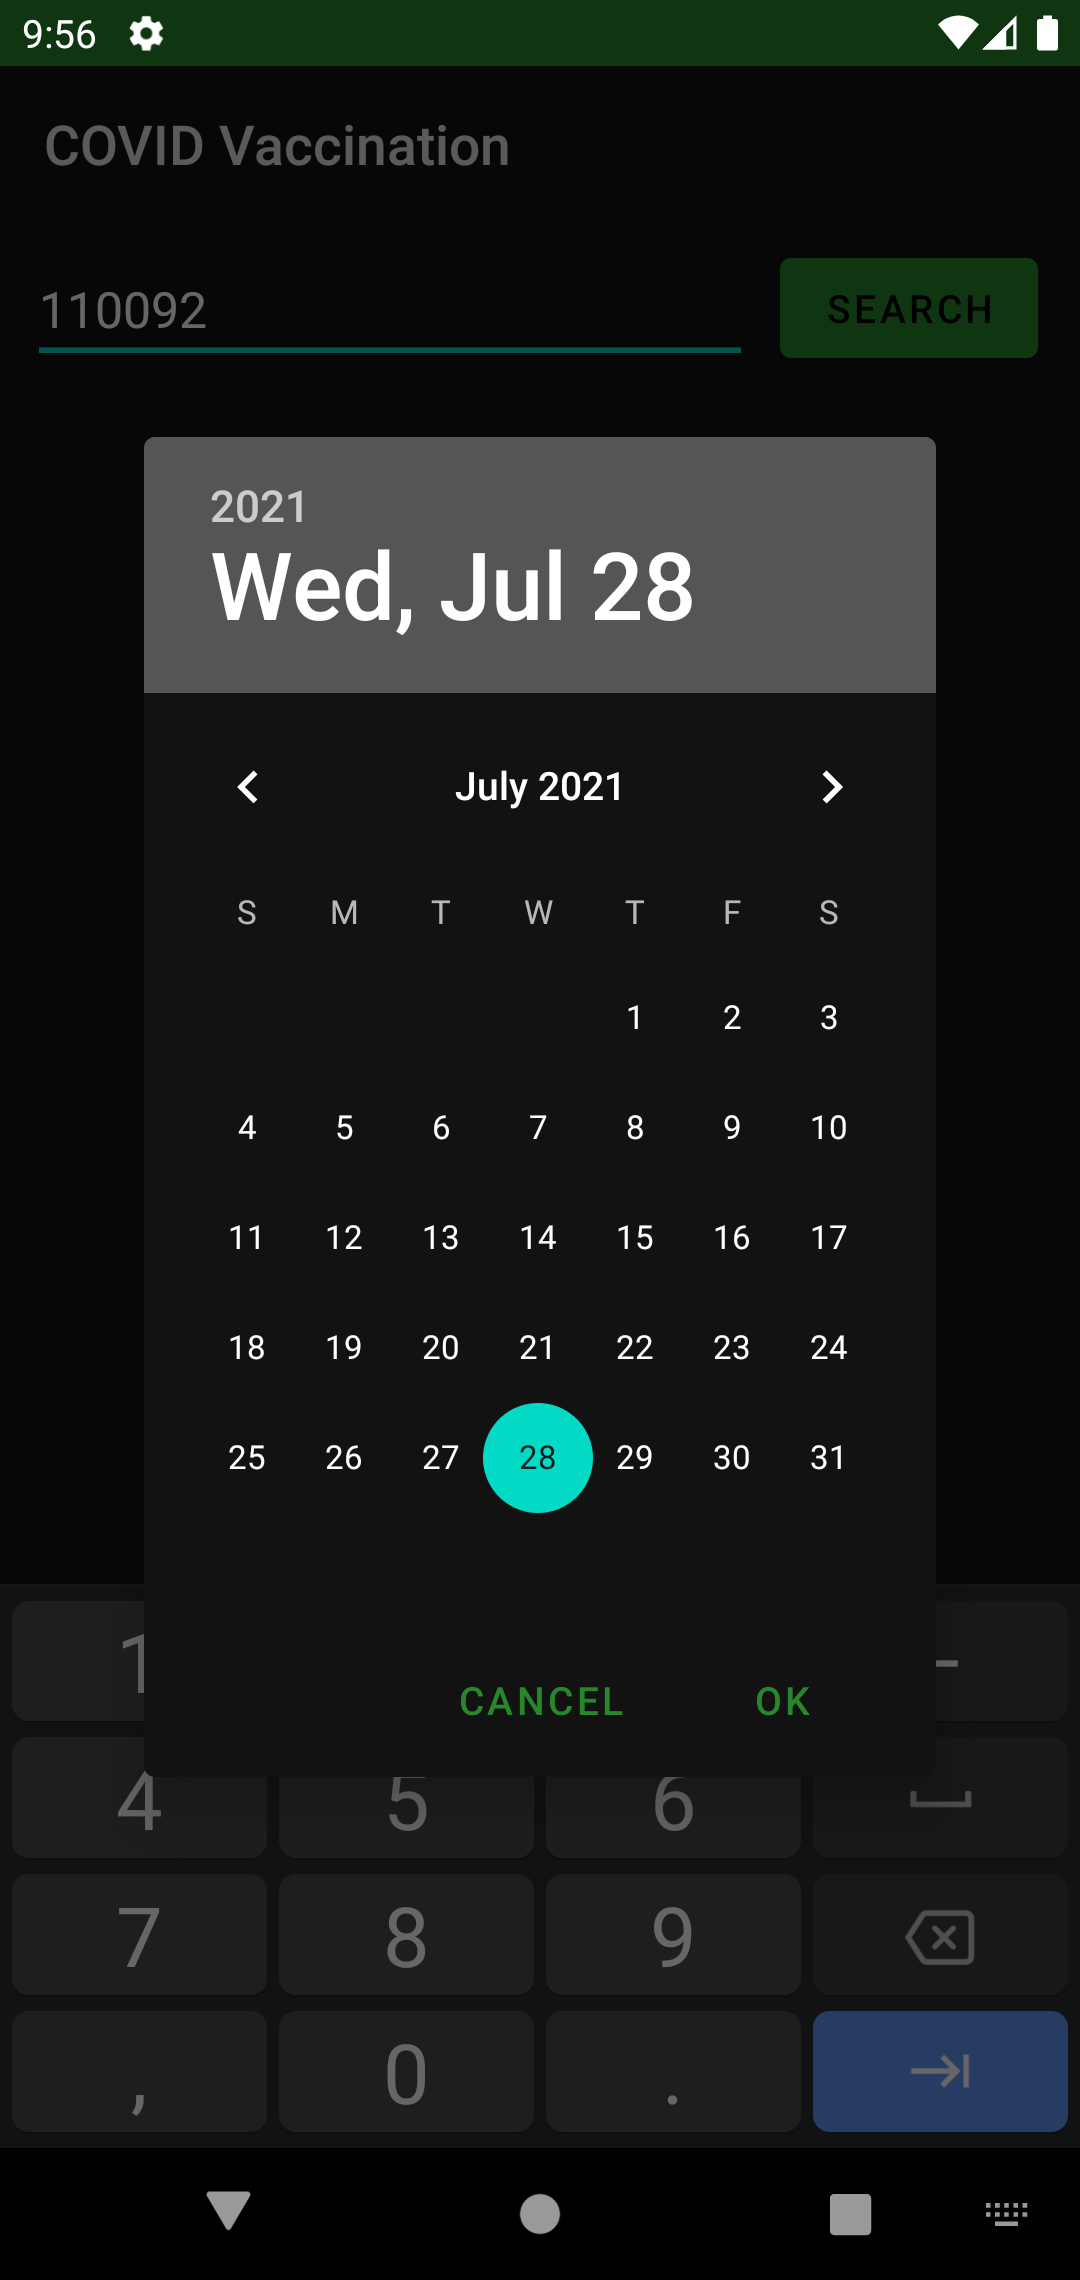 9:56
COVID Vaccination
110092
SEARCH
2021
Wed, Jul 28
July 2021
S M T W T F S
1 2 3
4 5 6 7 8 9 10
11 12 13 14 15 16 17
18 19 20 21 22 23 24
25 26 27 28 29 30 31
CANCEL OK
1 -
4 5 6
7 8 9
, 0 .